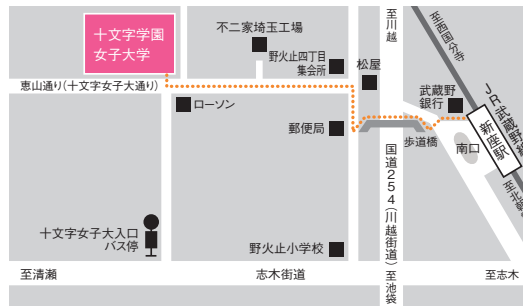 十文字学園
女子大学
不二家埼玉工場
野火止四丁目
集会所
至川越
松屋
至西国分寺
JR武蔵野線
恵山通り(十文字女子大通り)
ローソン
武蔵野
銀行
新座駅
郵便局
歩道橋
南口
国道254(川越街道)
十文字女子大入口
バス停
野火止小学校
至清瀬
志木街道
至池袋
至志木